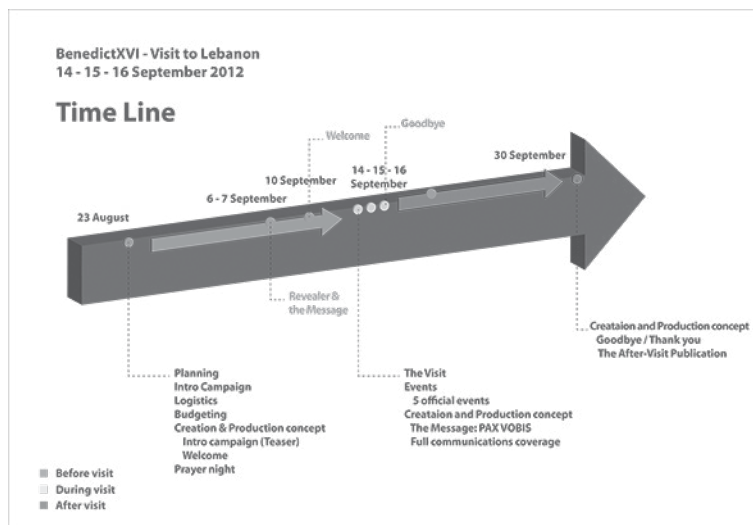 BenedictXVI - Visit to Lebanon
14 - 15 - 16 September 2012
Time Line
Welcome
Goodbye
23 August
6 - 7 September
10 September
14 - 15 - 16
September
30 September
Revealer &
the Message
Planning
Intro Campaign
Logistics
Budgeting
Creation & Production concept
Intro campaign (Teaser)
Welcome
Prayer night
The Visit
Events
5 official events
Creataion and Production concept
The Message: PAX VOBIS
Full communications coverage
Creataion and Production concept
Goodbye / Thank you
The After-Visit Publication
Before visit
During visit
After visit